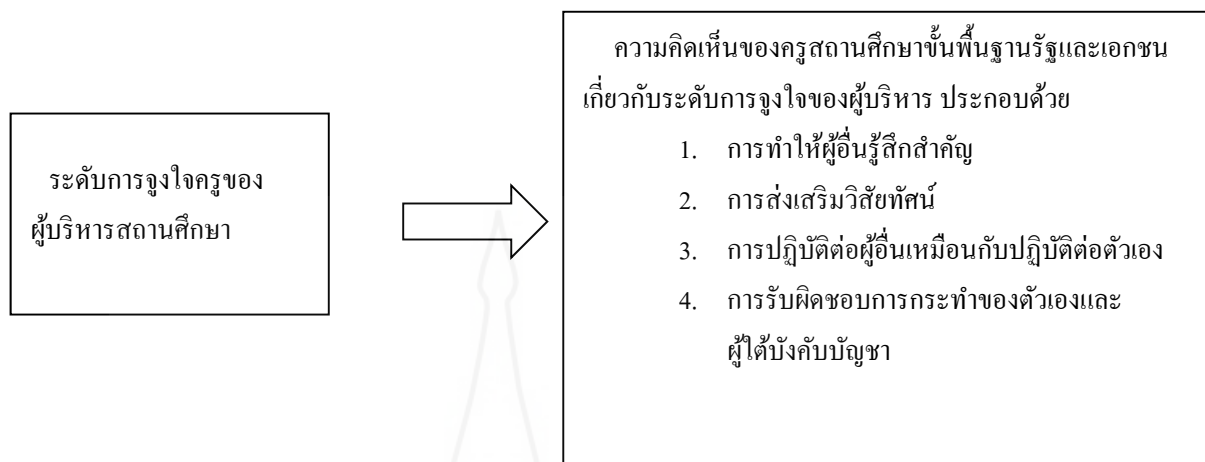 ระดับการจูงใจครูของ
ผู้บริหารสถานศึกษา
ความคิดเห็นของครูสถานศึกษาขั้นพื้นฐานรัฐและเอกชน
เกี่ยวกับระดับการจูงใจของผู้บริหาร ประกอบด้วย
1. การทำให้ผู้อื่นรู้สึกสำคัญ
2. การส่งเสริมวิสัยทัศน์
3. การปฏิบัติต่อผู้อื่นเหมือนกับปฏิบัติต่อตัวเอง
4. การรับผิดชอบการกระทำของตัวเองและ
ผู้ใต้บังคับบัญชา